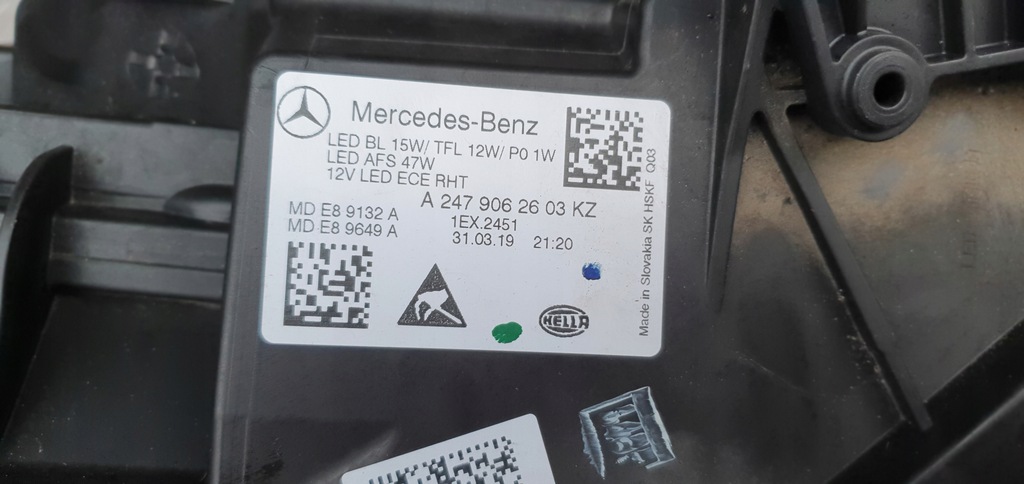 Mercedes-Benz
LED BL 15W/ TFL 12W/ P0 1W
LED AFS 47W
12V LED ECE RHT
A 247 906 26 03 KZ
MD E8 9132 A
MD E8 9649 A
1EX.2451
31.03.19 21:20
HELLA
Made in Slovakia SK HSKF Q03